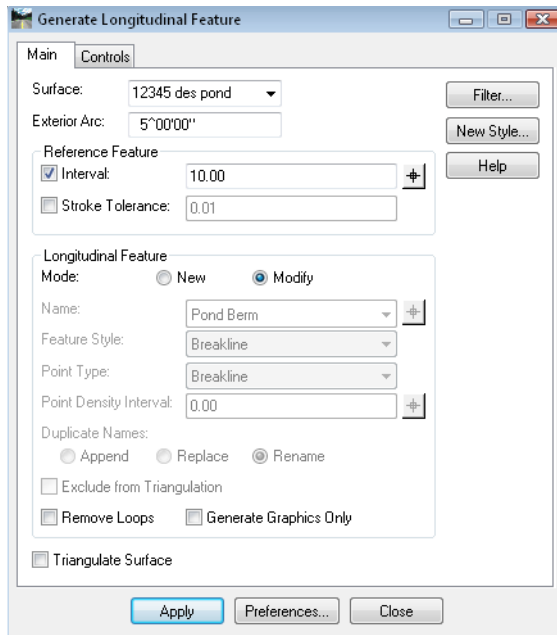 Generate Longitudinal Feature
Main Controls
Surface: 12345 des pond Filter...
Exterior Arc: 5^00'00" New Style...
Reference Feature Help
Interval: 10.00
Stroke Tolerance: 0.01
Longitudinal Feature
Mode: New Modify
Name: Pond Berm
Feature Style: Breakline
Point Type: Breakline
Point Density Interval: 0.00
Duplicate Names:
Append Replace Rename
Exclude from Triangulation
Remove Loops Generate Graphics Only
Triangulate Surface
Apply Preferences... Close